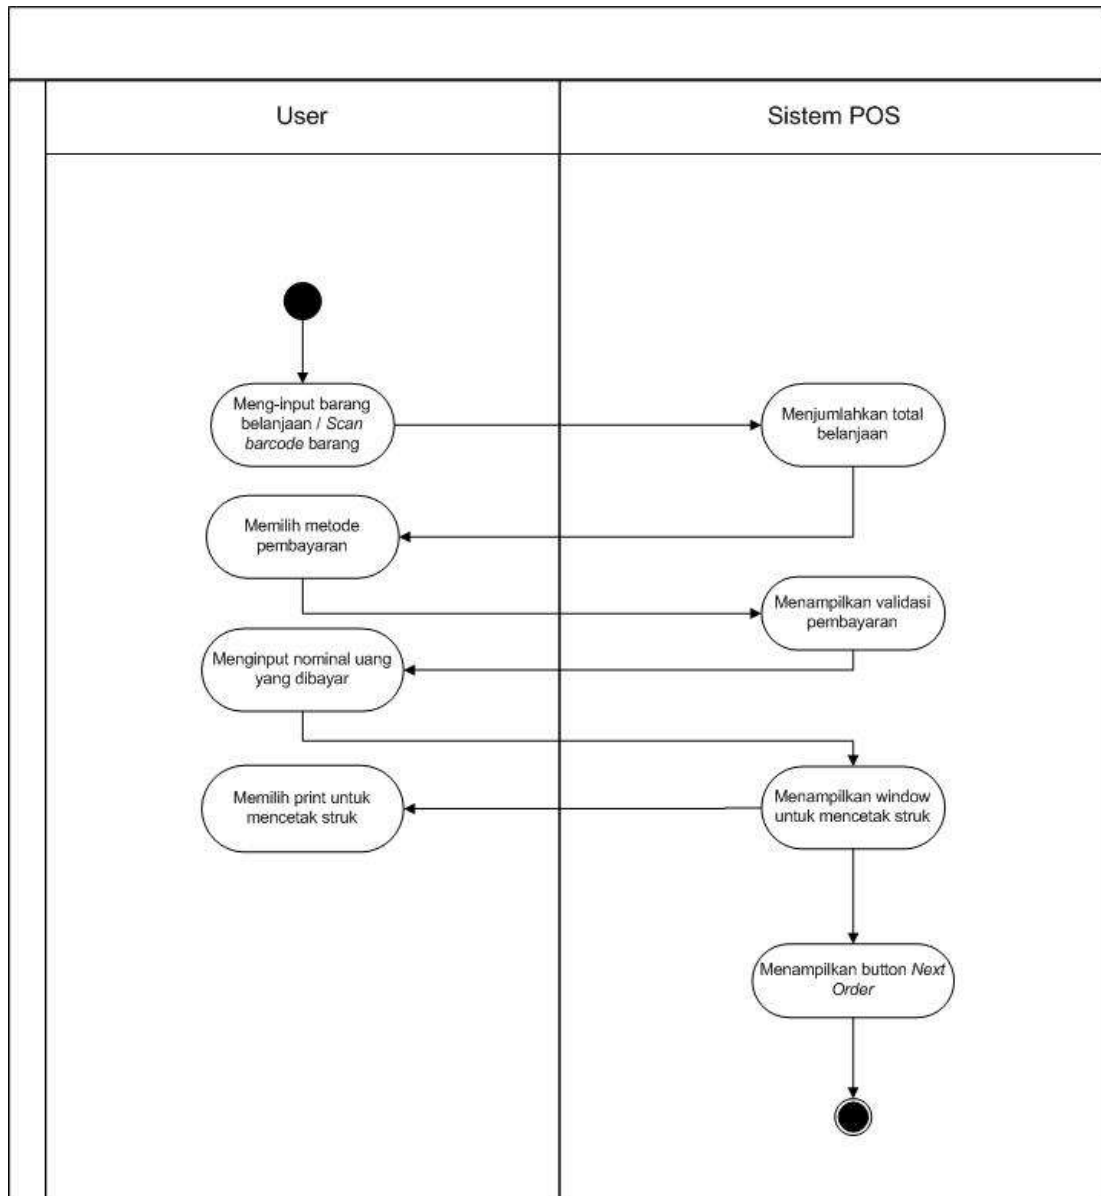 User
Sistem POS
Meng-input barang
belanjaan / Scan
barcode barang
Menjumlahkan total
belanjaan
Memilih metode
pembayaran
Menampilkan validasi
pembayaran
Menginput nominal uang
yang dibayar
Memilih print untuk
mencetak struk
Menampilkan window
untuk mencetak struk
Menampilkan button Next
Order